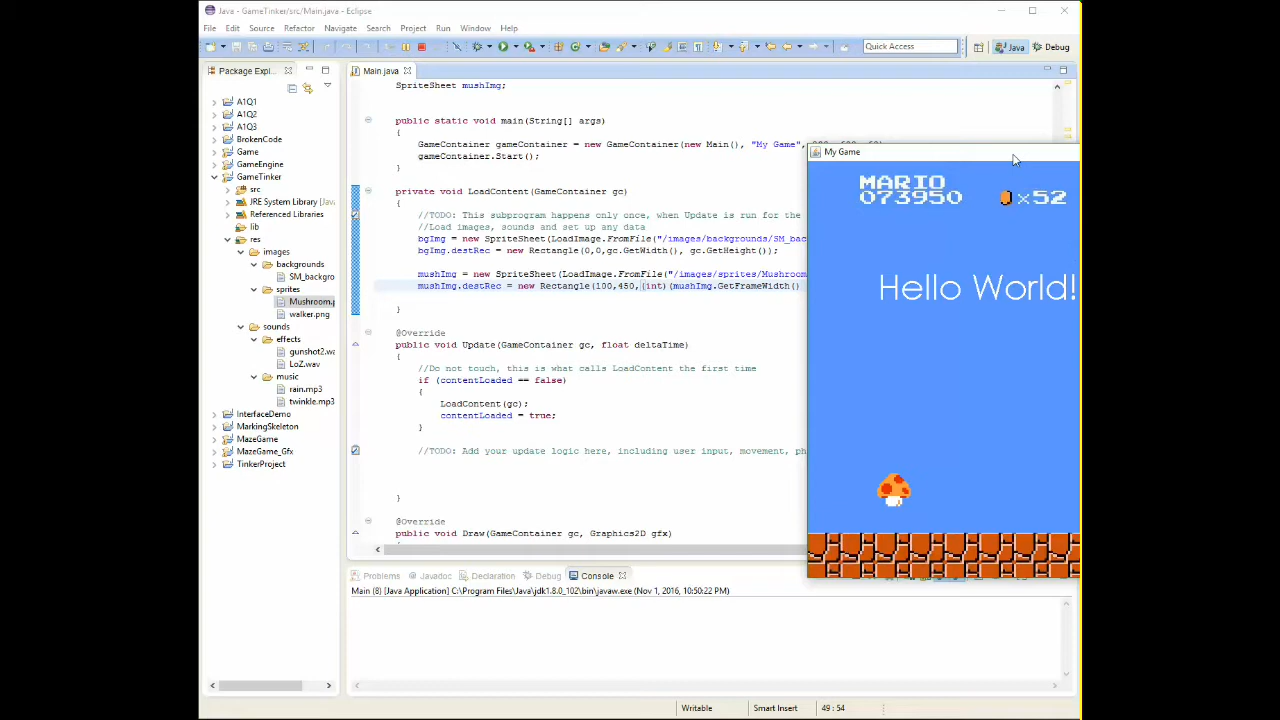 Java - GameTinker/src/Main.java - Eclipse
File Edit Source Refactor Navigate Search Project Run Window Help
Quick Access
Java
Debug
Package Expl...
A1Q1
A1Q2
A1Q3
BrokenCode
Game
GameEngine
GameTinker
src
JRE System Library [Java
Referenced Libraries
lib
res
images
backgrounds
SM_backgro
sprites
Mushroom.p
walker.png
sounds
effects
gunshot2.wa
LoZ.wav
music
rain.mp3
twinkle.mp3
InterfaceDemo
MarkingSkeleton
MazeGame
MazeGame_Gfx
TinkerProject
Main.java
SpriteSheet mushImg;
public static void main(String[] args)
{
GameContainer gameContainer = new GameContainer(new Main(), "My Game",
gameContainer.Start();
}
private void LoadContent(GameContainer gc)
{
//TODO: This subprogram happens only once, when Update is run for the
//Load images, sounds and set up any data
bgImg = new SpriteSheet(LoadImage.FromFile("/images/backgrounds/SM_bac
bgImg.destRec = new Rectangle(0,0,gc.GetWidth(), gc.GetHeight());
mushImg = new SpriteSheet(LoadImage.FromFile("/images/sprites/Mushroom
mushImg.destRec = new Rectangle(100,450,(int)(mushImg.GetFrameWidth()
}
@Override
public void Update(GameContainer gc, float deltaTime)
{
//Do not touch, this is what calls LoadContent the first time
if (contentLoaded == false)
{
LoadContent(gc);
contentLoaded = true;
}
//TODO: Add your update logic here, including user input, movement, ph
}
@Override
public void Draw(GameContainer gc, Graphics2D gfx)
My Game
MARIO
073950
×52
Hello World!
Problems Javadoc Declaration Debug Console
Main (8) [Java Application] C:\Program Files\Java\jdk1.8.0_102\bin\javaw.exe (Nov 1, 2016, 10:50:22 PM)
Writable
Smart Insert
49 : 54